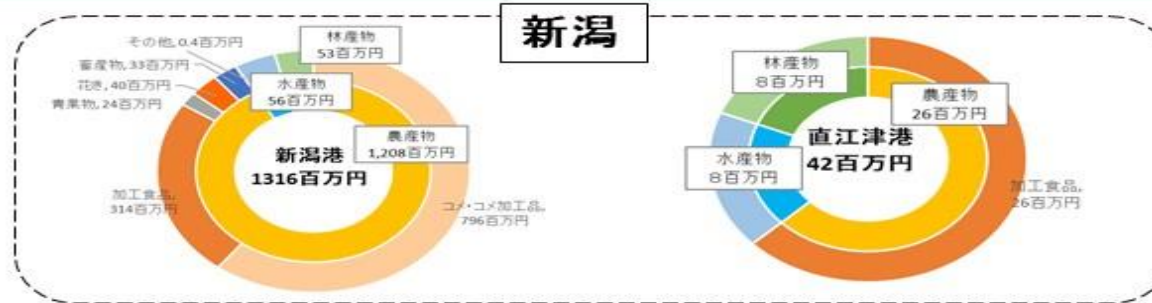 新潟
その他, 0.4百万円
畜産物, 33百万円
花き, 40百万円
青果物, 24百万円
加工食品,
314百万円
林産物
53百万円
水産物
56百万円
農産物
1,208百万円
新潟港
1316百万円
コメ・コメ加工品,
796百万円
林産物
8百万円
農産物
26百万円
直江津港
42百万円
水産物
8百万円
加工食品,
26百万円